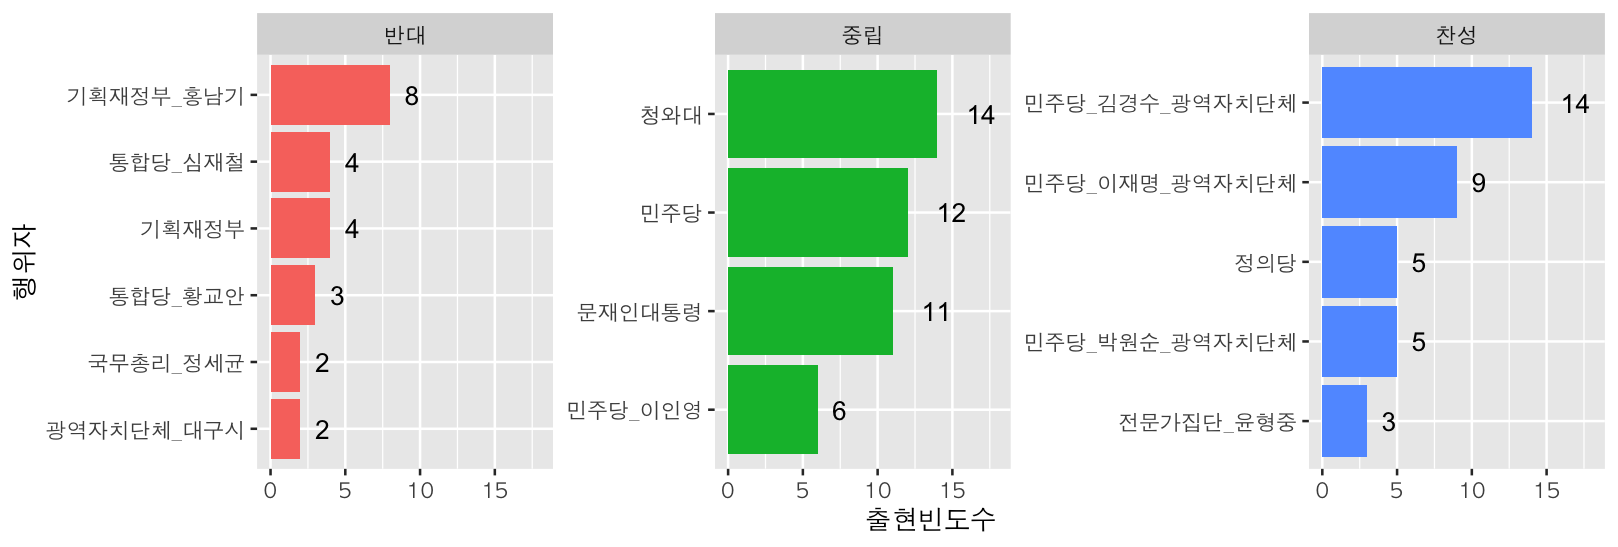 행위자
반대
기획재정부_홍남기 8
통합당_심재철 4
기획재정부 4
통합당_황교안 3
국무총리_정세균 2
광역자치단체_대구시 2
0 5 10 15
중립
청와대 14
민주당 12
문재인대통령 11
민주당_이인영 6
0 5 10 15
찬성
민주당_김경수_광역자치단체 14
민주당_이재명_광역자치단체 9
정의당 5
민주당_박원순_광역자치단체 5
전문가집단_윤형중 3
0 5 10 15
출현빈도수